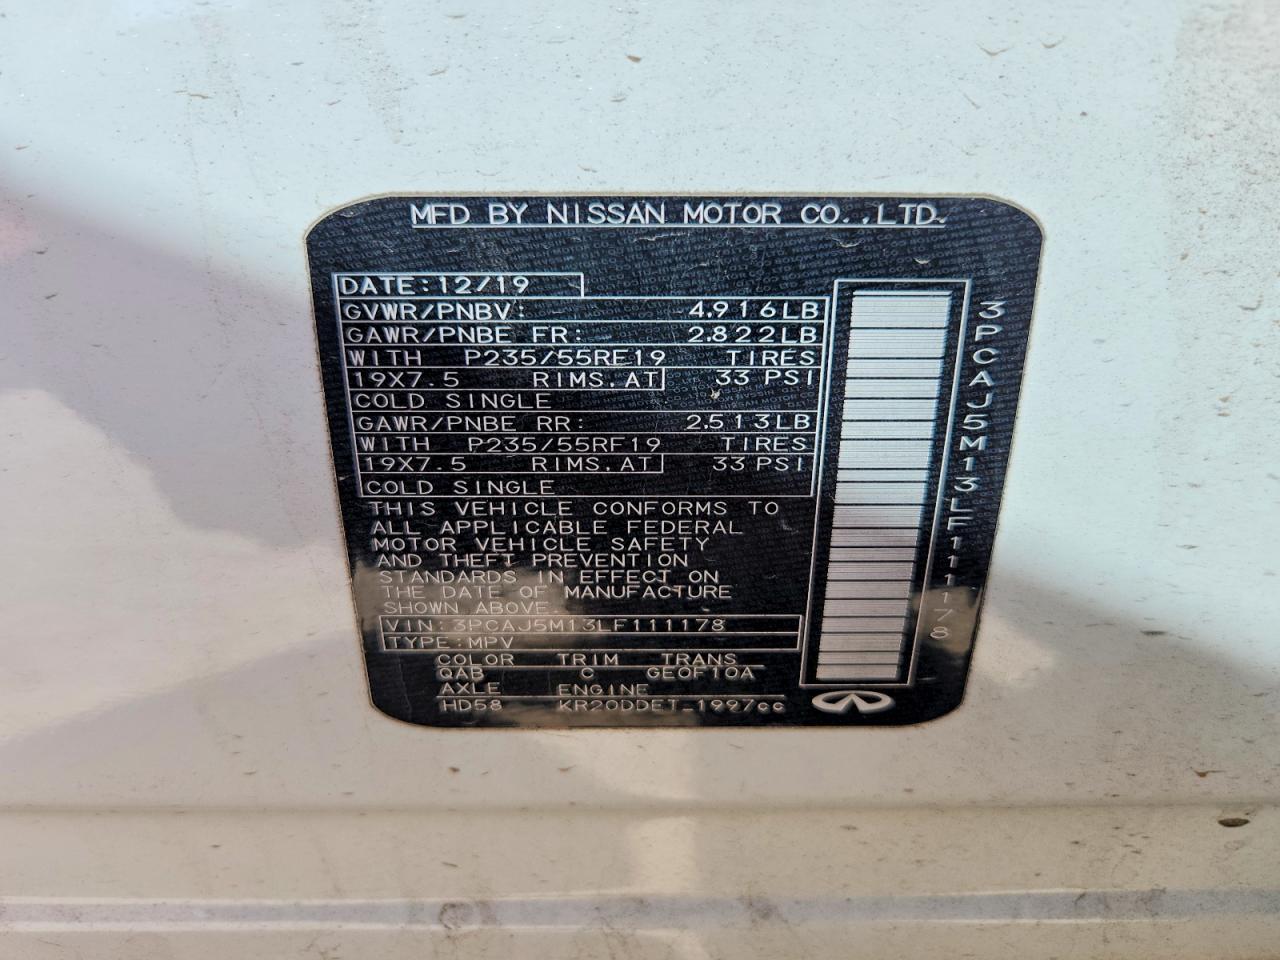 MFD BY NISSAN MOTOR CO.,LTD.
DATE:12/19
GVWR/PNBV: 4,916LB
GAWR/PNBE FR: 2,822LB
WITH P235/55RF19 TIRES
19X7.5 RIMS.AT 33 PSI
COLD SINGLE
GAWR/PNBE RR: 2,513LB
WITH P235/55RF19 TIRES
19X7.5 RIMS.AT 33 PSI
COLD SINGLE
THIS VEHICLE CONFORMS TO
ALL APPLICABLE FEDERAL
MOTOR VEHICLE SAFETY
AND THEFT PREVENTION
STANDARDS IN EFFECT ON
THE DATE OF MANUFACTURE
SHOWN ABOVE.
VIN:3PCAJ5M13LF111178
TYPE:MPV
COLOR TRIM TRANS
QAB C GEOF10A
AXLE ENGINE
HD58 KR20DDET-1997cc
3PCAJ5M13LF111178